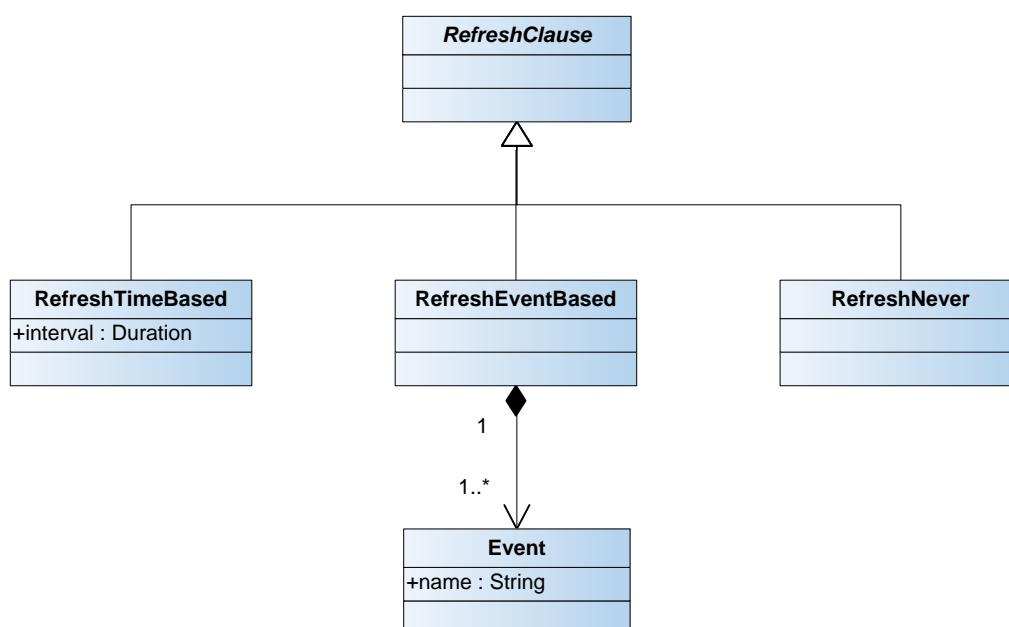 RefreshClause
RefreshTimeBased
+interval : Duration
RefreshEventBased
RefreshNever
1
1..*
Event
+name : String